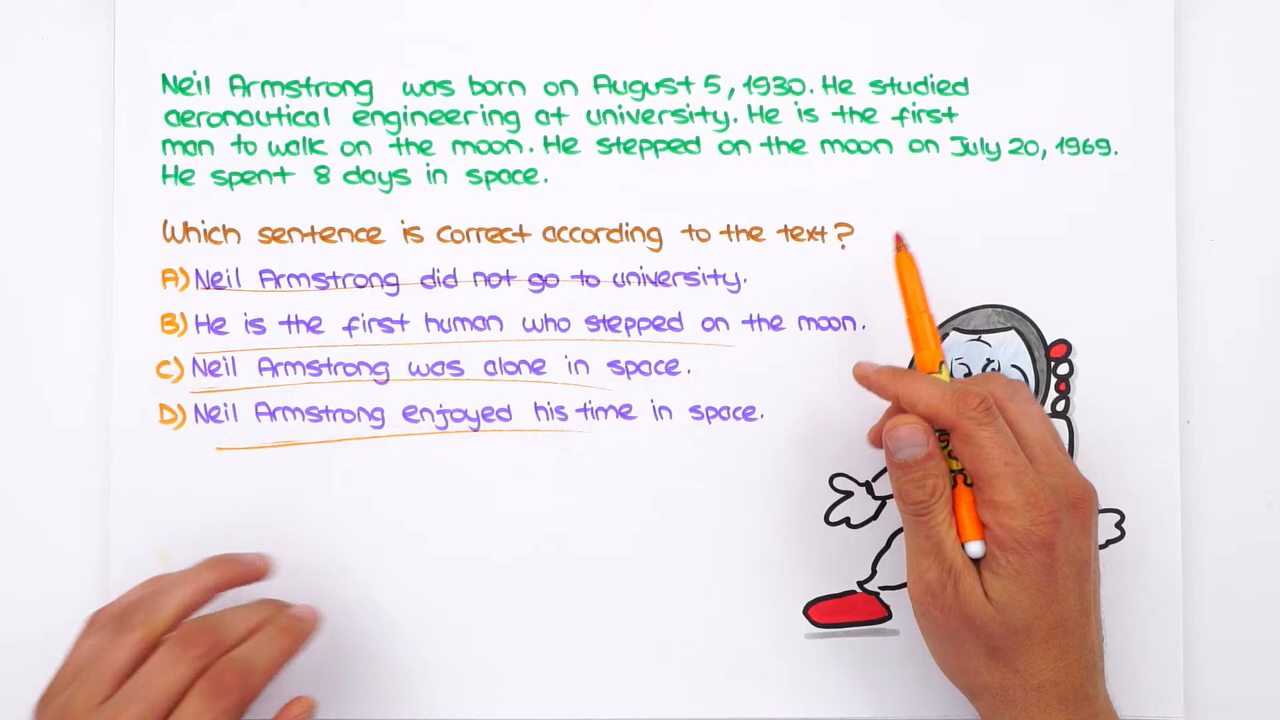 Neil Armstrong was born on August 5, 1930. He studied
aeronautical engineering at university. He is the first
man to walk on the moon. He stepped on the moon on July 20, 1969.
He spent 8 days in space.
Which sentence is correct according to the text?
A) Neil Armstrong did not go to university.
B) He is the first human who stepped on the moon.
C) Neil Armstrong was alone in space.
D) Neil Armstrong enjoyed his time in space.